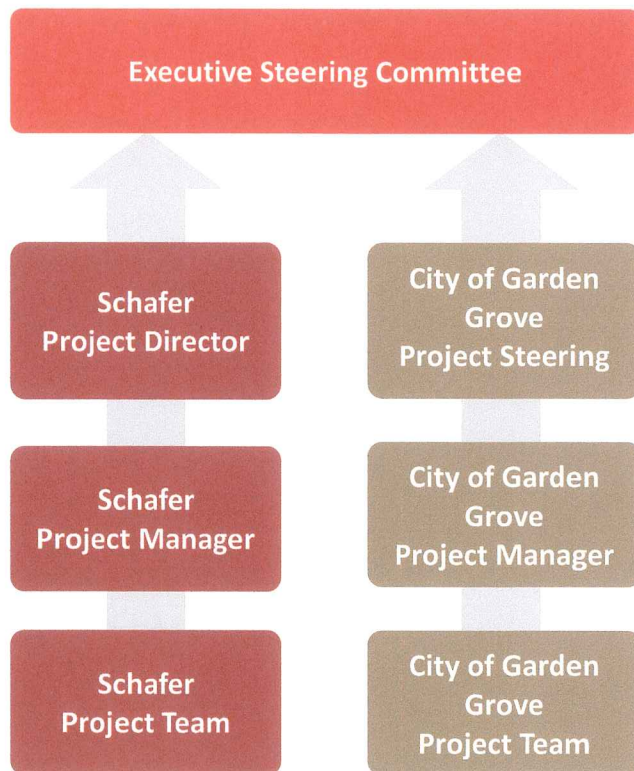 Executive Steering Committee
Schafer
Project Director
City of Garden
Grove
Project Steering
Schafer
Project Manager
City of Garden
Grove
Project Manager
Schafer
Project Team
City of Garden
Grove
Project Team